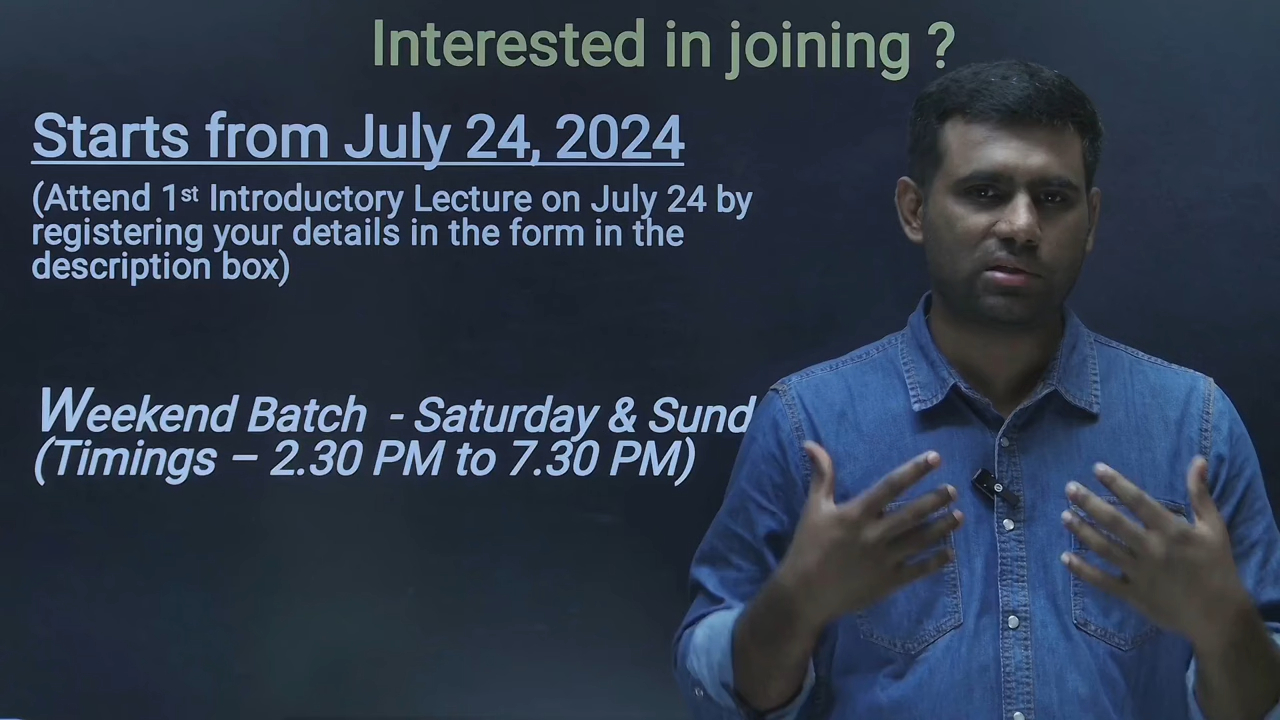 Interested in joining ?
Starts from July 24, 2024
(Attend 1st Introductory Lecture on July 24 by
registering your details in the form in the
description box)
Weekend Batch - Saturday & Sund
(Timings – 2.30 PM to 7.30 PM)